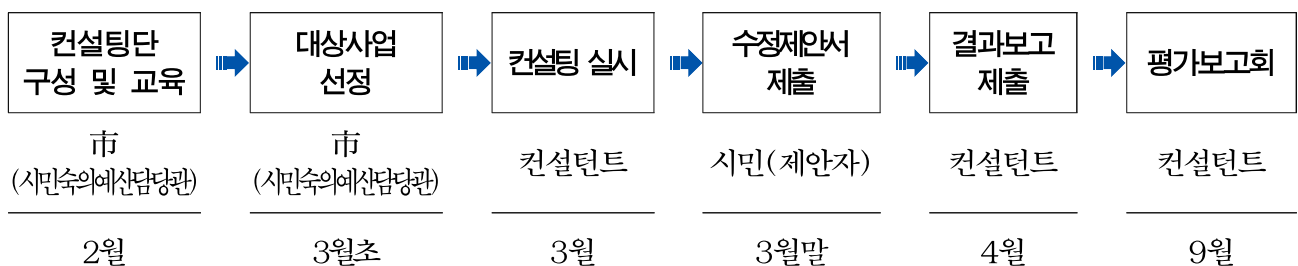 컨설팅단
구성 및 교육
대상사업
선정
컨설팅 실시
수정제안서
제출
결과보고
제출
평가보고회
市
(시민숙의예산담당관)
市
(시민숙의예산담당관)
컨설턴트
시민(제안자)
컨설턴트
컨설턴트
2월
3월초
3월
3월말
4월
9월